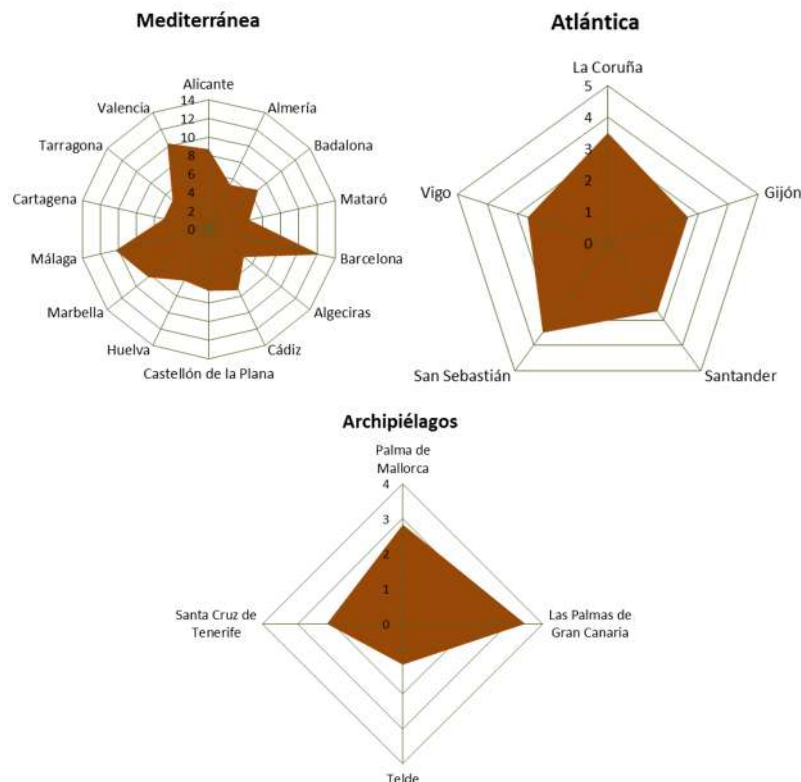 Mediterránea
Alicante
14
12
10
8
6
4
2
0
Almería
Badalona
Mataró
Barcelona
Algeciras
Cádiz
Castellón de la Plana
Huelva
Marbella
Málaga
Cartagena
Tarragona
Valencia
Atlántica
La Coruña
5
4
3
2
1
0
Gijón
Santander
San Sebastián
Vigo
Archipiélagos
Palma de
Mallorca
4
3
2
1
0
Las Palmas de
Gran Canaria
Telde
Santa Cruz de
Tenerife